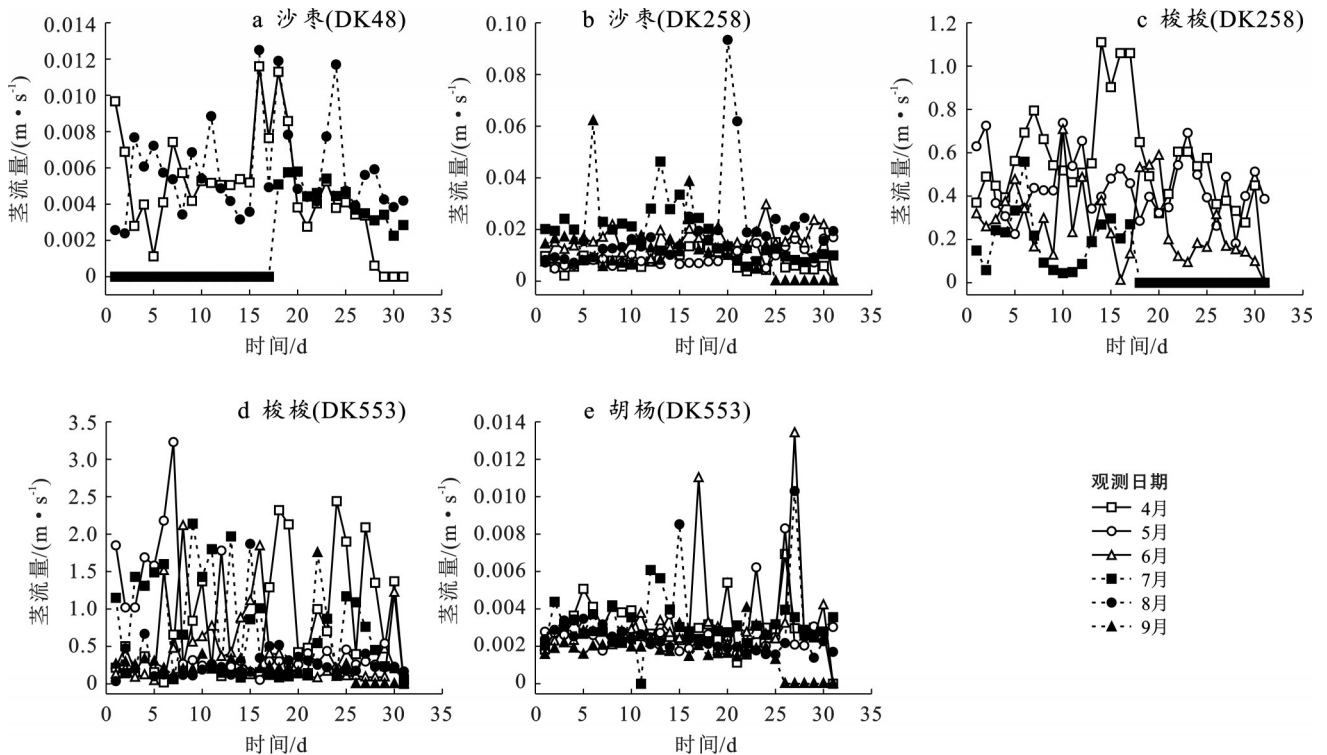 a 沙枣(DK48)
茎流量/(m·s⁻¹)
0.014
0.012
0.010
0.008
0.006
0.004
0.002
0
0 5 10 15 20 25 30 35
时间/d
b 沙枣(DK258)
茎流量/(m·s⁻¹)
0.10
0.08
0.06
0.04
0.02
0
0 5 10 15 20 25 30 35
时间/d
c 梭梭(DK258)
茎流量/(m·s⁻¹)
1.2
1.0
0.8
0.6
0.4
0.2
0
0 5 10 15 20 25 30 35
时间/d
d 梭梭(DK553)
茎流量/(m·s⁻¹)
3.5
3.0
2.5
2.0
1.5
1.0
0.5
0
0 5 10 15 20 25 30 35
时间/d
e 胡杨(DK553)
茎流量/(m·s⁻¹)
0.014
0.012
0.010
0.008
0.006
0.004
0.002
0
0 5 10 15 20 25 30 35
时间/d
观测日期
4月
5月
6月
7月
8月
9月